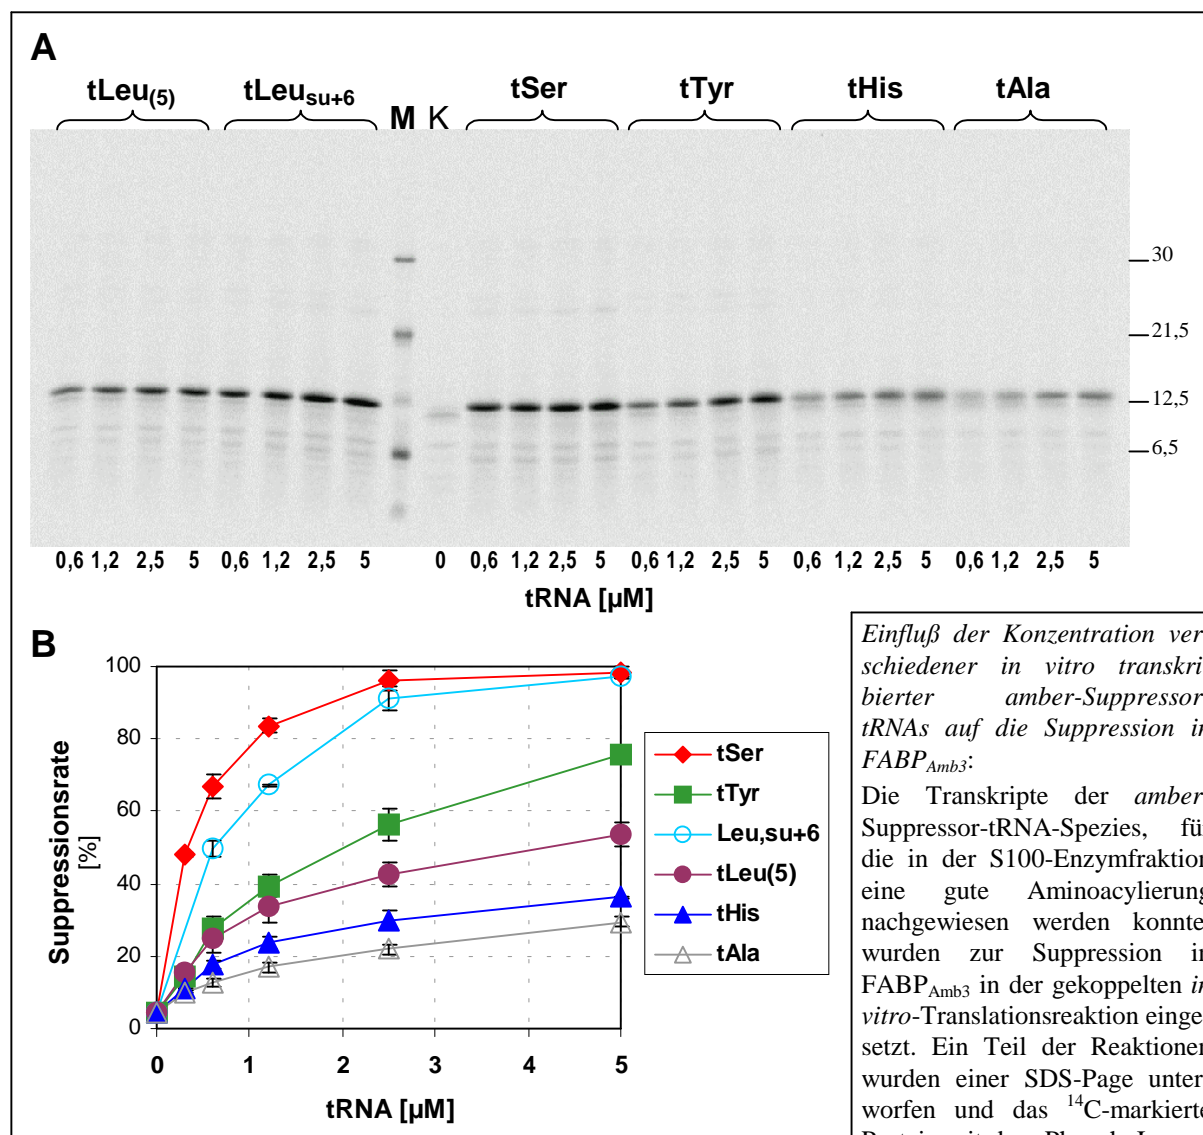 A
tLeu(5) tLeusu+6 M K tSer tTyr tHis tAla
30
21,5
12,5
6,5
0,6 1,2 2,5 5 0,6 1,2 2,5 5 0 0,6 1,2 2,5 5 0,6 1,2 2,5 5 0,6 1,2 2,5 5 0,6 1,2 2,5 5
tRNA [µM]
B
100
80
60
40
20
0
Suppressionsrate
[%]
0 1 2 3 4 5
tRNA [µM]
tSer
tTyr
Leu,su+6
tLeu(5)
tHis
tAla
Einfluß der Konzentration ver
schiedener in vitro transkri
bierter amber-Suppressor
tRNAs auf die Suppression in
FABPAmb3:
Die Transkripte der amber
Suppressor-tRNA-Spezies, für
die in der S100-Enzymfraktion
eine gute Aminoacylierung
nachgewiesen werden konnte
wurden zur Suppression in
FABPAmb3 in der gekoppelten in
vitro-Translationsreaktion einge
setzt. Ein Teil der Reaktionen
wurden einer SDS-Page unter
worfen und das 14C-markierte